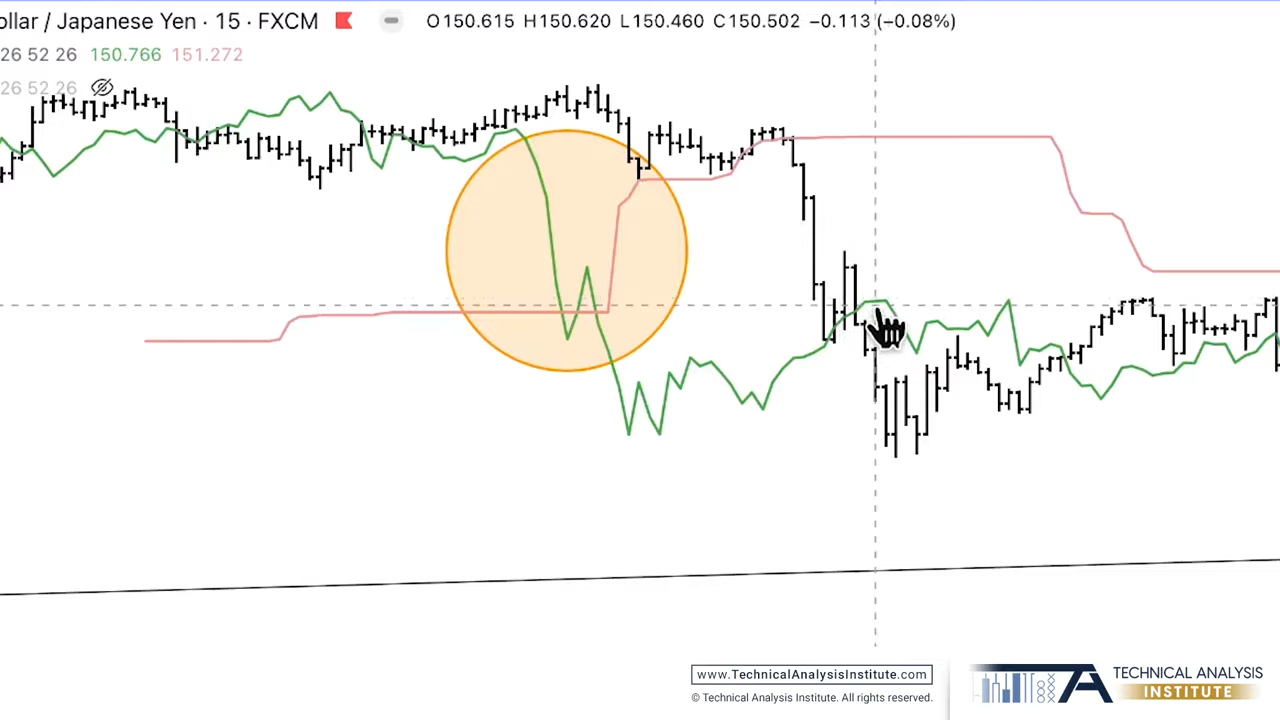 ollar / Japanese Yen · 15 · FXCM O150.615 H150.620 L150.460 C150.502 −0.113 (−0.08%)
26 52 26 150.766 151.272
26 52 26
www.TechnicalAnalysisInstitute.com
© Technical Analysis Institute. All rights reserved.
TA
TECHNICAL ANALYSIS
INSTITUTE